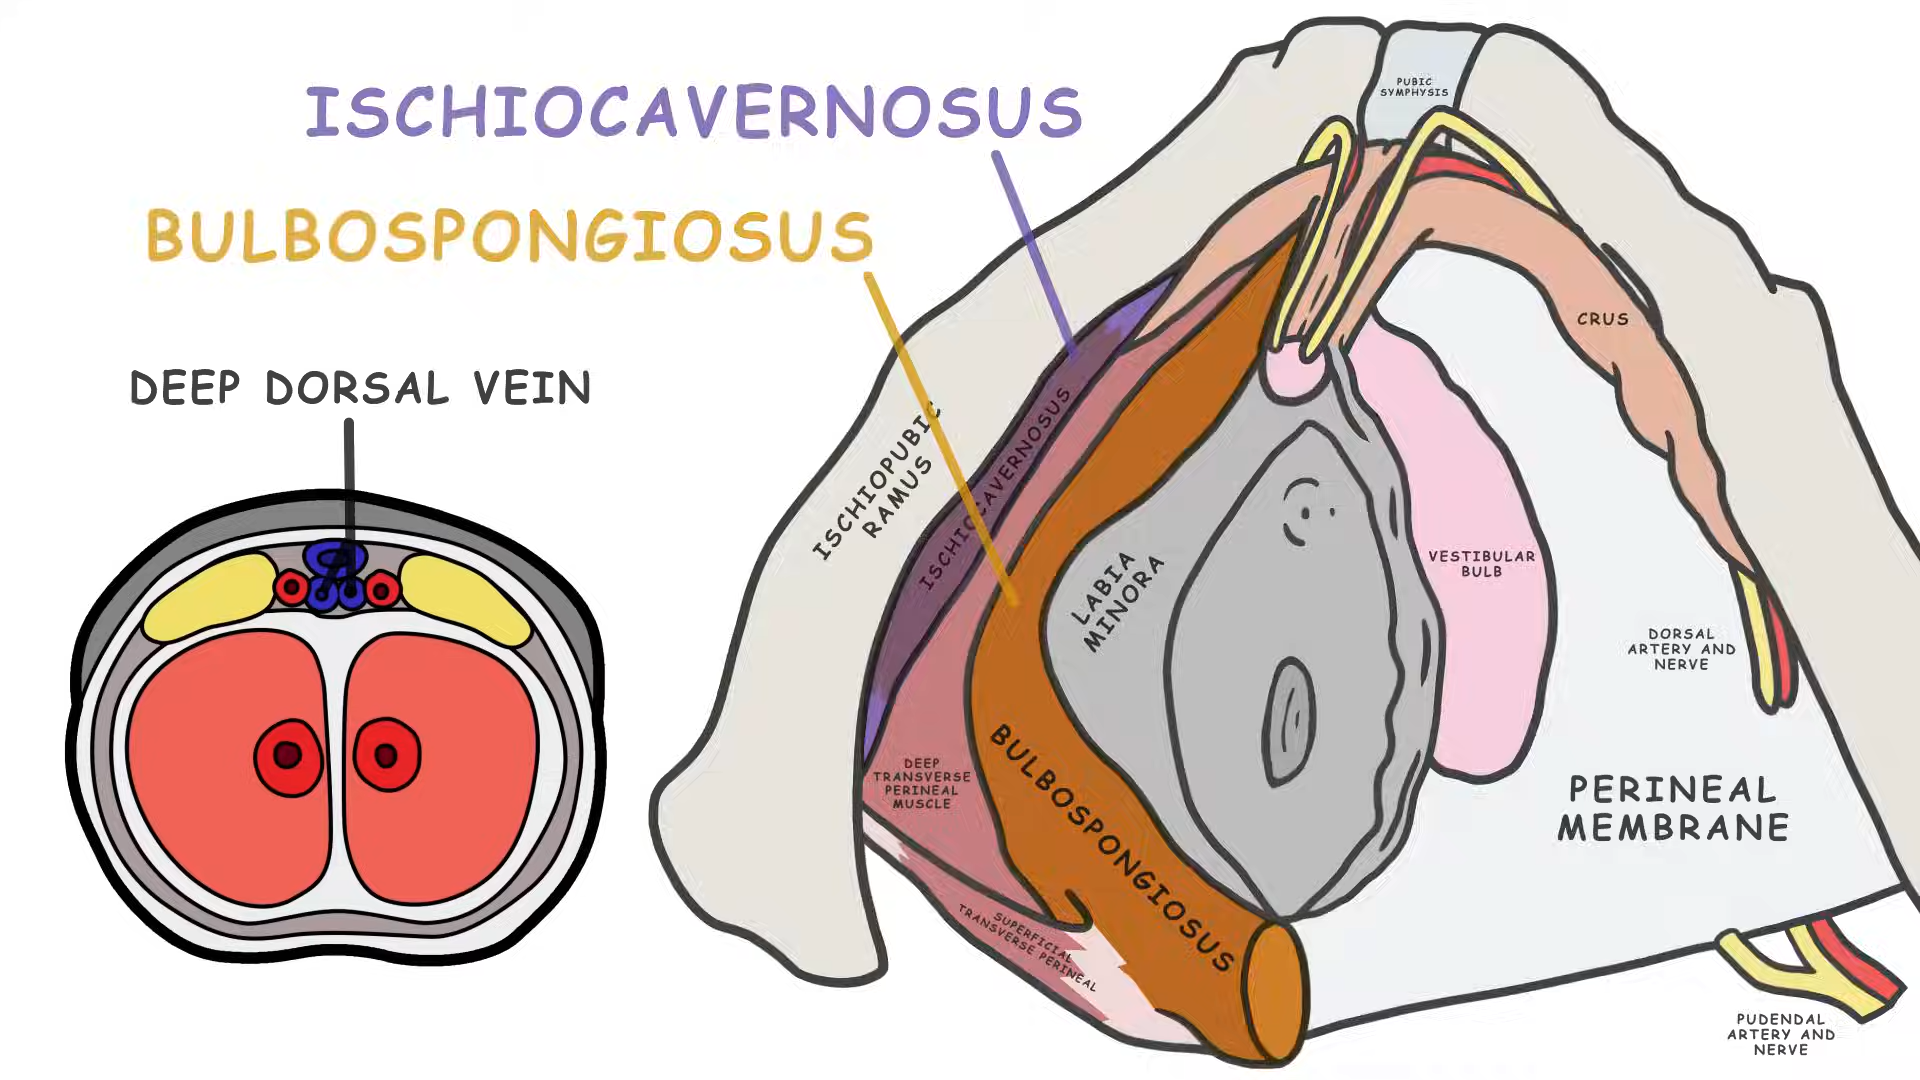 ISCHIOCAVERNOSUS
BULBOSPONGIOSUS
DEEP DORSAL VEIN
PUBIC
SYMPHYSIS
CRUS
ISCHIOPUBIC
RAMUS
ISCHIOCAVERNOSUS
LABIA
MINORA
VESTIBULAR
BULB
DORSAL
ARTERY AND
NERVE
DEEP
TRANSVERSE
PERINEAL
MUSCLE
BULBOSPONGIOSUS
PERINEAL
MEMBRANE
SUPERFICIAL
TRANSVERSE PERINEAL
PUDENDAL
ARTERY AND
NERVE